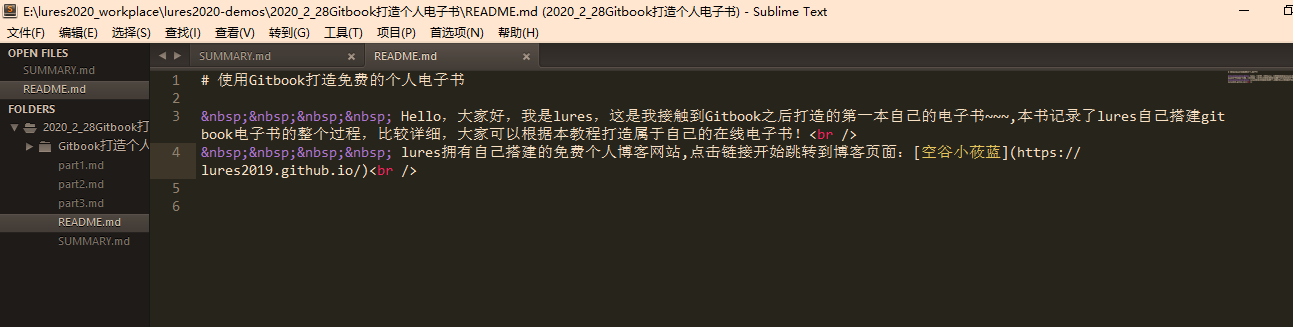 E:\lures2020_workplace\lures2020-demos\2020_2_28Gitbook打造个人电子书\README.md (2020_2_28Gitbook打造个人电子书) - Sublime Text
文件(F) 编辑(E) 选择(S) 查找(I) 查看(V) 转到(G) 工具(T) 项目(P) 首选项(N) 帮助(H)
OPEN FILES
SUMMARY.md
README.md
FOLDERS
2020_2_28Gitbook打
Gitbook打造个人
part1.md
part2.md
part3.md
README.md
SUMMARY.md
SUMMARY.md × README.md ×
1 # 使用Gitbook打造免费的个人电子书
2
3 &nbsp;&nbsp;&nbsp;&nbsp; Hello，大家好，我是lures，这是我接触到Gitbook之后打造的第一本自己的电子书~~~,本书记录了lures自己搭建git
book电子书的整个过程，比较详细，大家可以根据本教程打造属于自己的在线电子书！<br />
4 &nbsp;&nbsp;&nbsp;&nbsp; lures拥有自己搭建的免费个人博客网站,点击链接开始跳转到博客页面：[空谷小莜蓝](https://
lures2019.github.io/)<br />
5
6